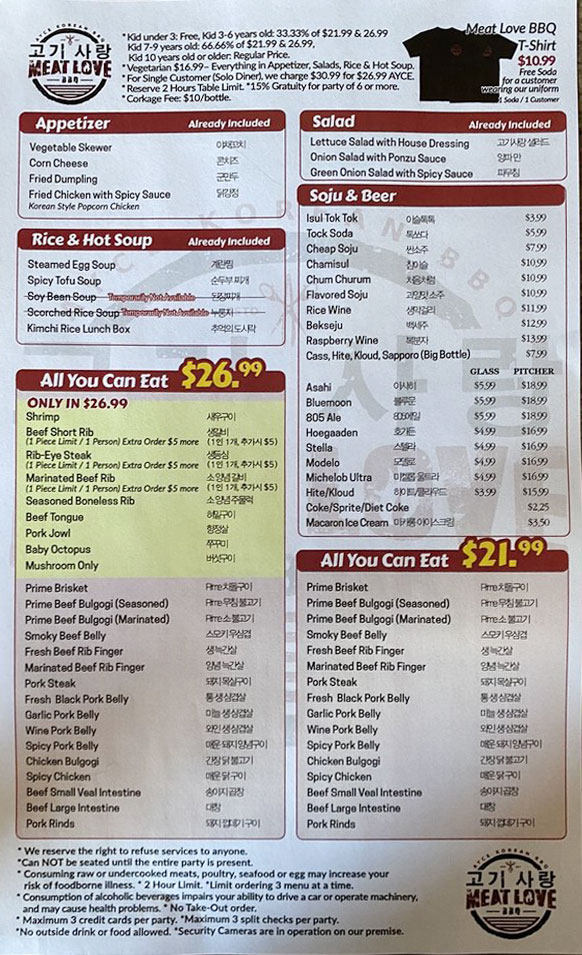 AYCE KOREAN BBQ
고기 사랑
MEAT LOVE
BBQ
* Kid under 3: Free, Kid 3-6 years old: 33.33% of $21.99 & 26.99
Kid 7-9 years old: 66.66% of $21.99 & 26.99,
Kid 10 years old or older: Regular Price.
* Vegetarian $16.99– Everything in Appetizer, Salads, Rice & Hot Soup.
* For Single Customer (Solo Diner), we charge $30.99 for $26.99 AYCE.
* Reserve 2 Hours Table Limit. *15% Gratuity for party of 6 or more.
* Corkage Fee: $10/bottle.
Meat Love BBQ
T-Shirt
$10.99
Free Soda
for a customer
wearing our uniform
1 Soda / 1 Customer
Appetizer Already Included
Vegetable Skewer 야채꼬치
Corn Cheese 콘치즈
Fried Dumpling 군만두
Fried Chicken with Spicy Sauce 닭강정
Korean Style Popcorn Chicken
Rice & Hot Soup Already Included
Steamed Egg Soup 계란찜
Spicy Tofu Soup 순두부 찌개
Soy Bean Soup Temporarily Not Available 된장찌개
Scorched Rice Soup Temporarily Not Available 누룽지
Kimchi Rice Lunch Box 추억의 도시락
All You Can Eat $26.99
ONLY IN $26.99
Shrimp 새우구이
Beef Short Rib 생갈비
(1 Piece Limit / 1 Person) Extra Order $5 more (1인 1개, 추가시 $5)
Rib-Eye Steak 생등심
(1 Piece Limit / 1 Person) Extra Order $5 more (1인 1개, 추가시 $5)
Marinated Beef Rib 소 양념 갈비
(1 Piece Limit / 1 Person) Extra Order $5 more (1인 1개, 추가시 $5)
Seasoned Boneless Rib 소 양념 주물럭
Beef Tongue 혀밑구이
Pork Jowl 항정살
Baby Octopus 쭈꾸미
Mushroom Only 버섯구이
Prime Brisket Prime 차돌구이
Prime Beef Bulgogi (Seasoned) Prime 무침 불고기
Prime Beef Bulgogi (Marinated) Prime 소 불고기
Smoky Beef Belly 스모키 우삼겹
Fresh Beef Rib Finger 생 늑간살
Marinated Beef Rib Finger 양념 늑간살
Pork Steak 돼지 목살구이
Fresh Black Pork Belly 통 생 삼겹살
Garlic Pork Belly 마늘 생 삼겹살
Wine Pork Belly 와인 생 삼겹살
Spicy Pork Belly 매운 돼지 양념구이
Chicken Bulgogi 간장 닭 불고기
Spicy Chicken 매운 닭 구이
Beef Small Veal Intestine 송아지 곱창
Beef Large Intestine 대창
Pork Rinds 돼지 껍데기 구이
Salad Already Included
Lettuce Salad with House Dressing 고기사랑 샐러드
Onion Salad with Ponzu Sauce 양파 만
Green Onion Salad with Spicy Sauce 파무침
Soju & Beer
Isul Tok Tok 이슬톡톡 $3.99
Tock Soda 톡쏘다 $5.99
Cheap Soju 싼소주 $7.99
Chamisul 참이슬 $10.99
Chum Churum 처음처럼 $10.99
Flavored Soju 과일맛 소주 $10.99
Rice Wine 생막걸리 $11.99
Bekseju 백세주 $12.99
Raspberry Wine 복분자 $13.99
Cass, Hite, Kloud, Sapporo (Big Bottle) $7.99
GLASS PITCHER
Asahi 아사히 $5.99 $18.99
Bluemoon 블루문 $5.99 $18.99
805 Ale 805에일 $5.99 $18.99
Hoegaaden 호가든 $4.99 $16.99
Stella 스텔라 $4.99 $16.99
Modelo 모델로 $4.99 $16.99
Michelob Ultra 미켈롭 울트라 $4.99 $16.99
Hite/Kloud 하이트/클라우드 $3.99 $15.99
Coke/Sprite/Diet Coke $2.25
Macaron Ice Cream 마카롱 아이스크림 $3.50
All You Can Eat $21.99
Prime Brisket Prime 차돌구이
Prime Beef Bulgogi (Seasoned) Prime 무침 불고기
Prime Beef Bulgogi (Marinated) Prime 소 불고기
Smoky Beef Belly 스모키 우삼겹
Fresh Beef Rib Finger 생 늑간살
Marinated Beef Rib Finger 양념 늑간살
Pork Steak 돼지 목살구이
Fresh Black Pork Belly 통 생 삼겹살
Garlic Pork Belly 마늘 생 삼겹살
Wine Pork Belly 와인 생 삼겹살
Spicy Pork Belly 매운 돼지 양념구이
Chicken Bulgogi 간장 닭 불고기
Spicy Chicken 매운 닭 구이
Beef Small Veal Intestine 송아지 곱창
Beef Large Intestine 대창
Pork Rinds 돼지 껍데기 구이
* We reserve the right to refuse services to anyone.
*Can NOT be seated until the entire party is present.
* Consuming raw or undercooked meats, poultry, seafood or egg may increase your
risk of foodborne illness. * 2 Hour Limit. *Limit ordering 3 menu at a time.
* Consumption of alcoholic beverages impairs your ability to drive a car or operate machinery,
and may cause health problems. * No Take-Out order.
* Maximum 3 credit cards per party. *Maximum 3 split checks per party.
*No outside drink or food allowed. *Security Cameras are in operation on our premise.
AYCE KOREAN BBQ
고기 사랑
MEAT LOVE
BBQ